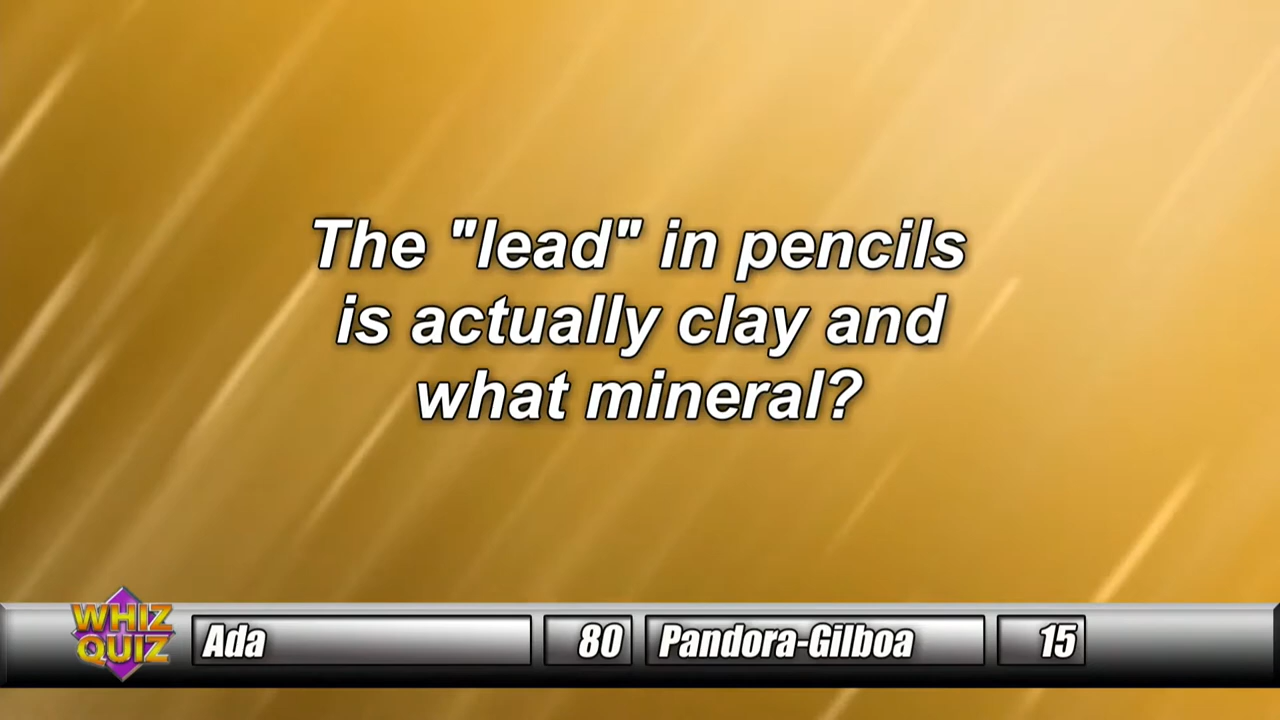 The "lead" in pencils
is actually clay and
what mineral?
WHIZ
QUIZ
Ada 80 Pandora-Gilboa 15